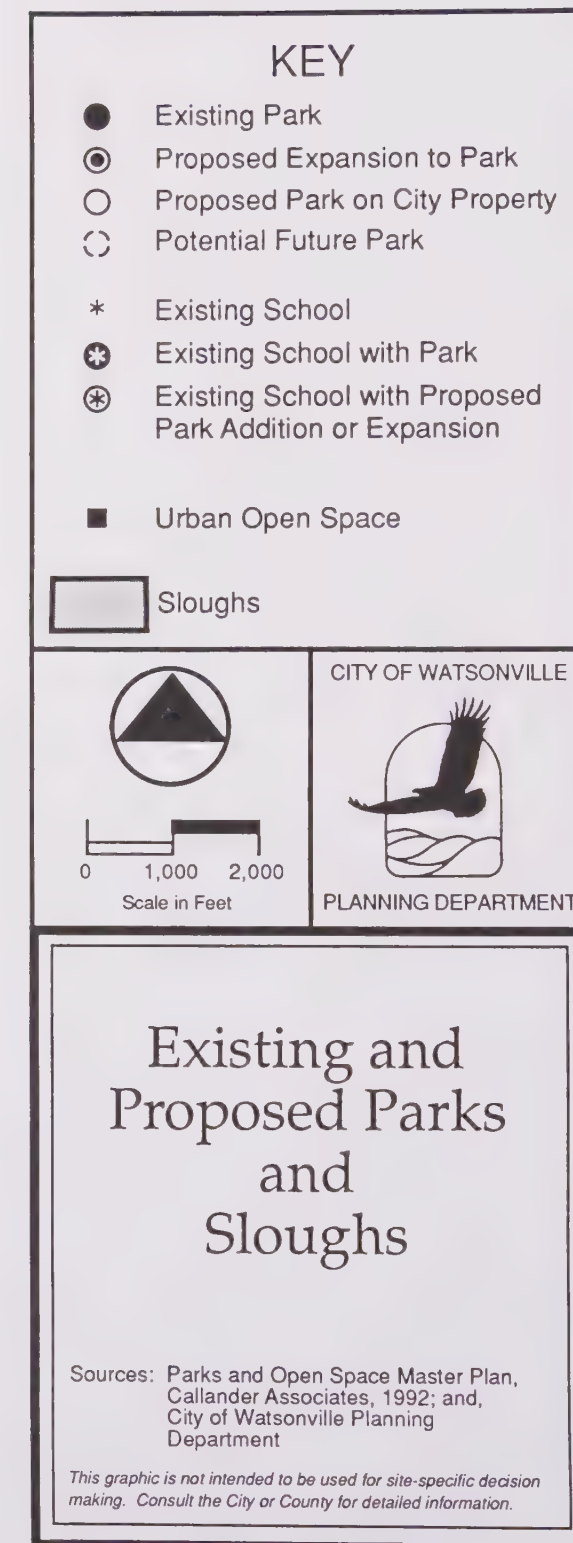 KEY
Existing Park
Proposed Expansion to Park
Proposed Park on City Property
Potential Future Park
Existing School
Existing School with Park
Existing School with Proposed
Park Addition or Expansion
Urban Open Space
Sloughs
0 1,000 2,000
Scale in Feet
CITY OF WATSONVILLE
PLANNING DEPARTMENT
Existing and
Proposed Parks
and
Sloughs
Sources: Parks and Open Space Master Plan,
Callander Associates, 1992; and,
City of Watsonville Planning
Department
This graphic is not intended to be used for site-specific decision
making. Consult the City or County for detailed information.